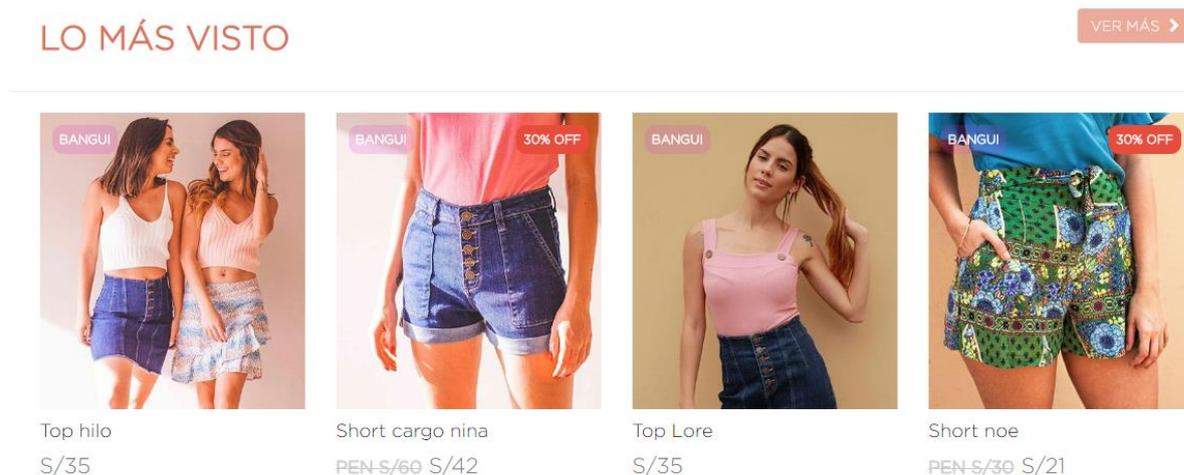 LO MÁS VISTO
VER MÁS
BANGUI
BANGUI
30% OFF
BANGUI
BANGUI
30% OFF
Top hilo
Short cargo nina
Top Lore
Short noe
S/35
PEN S/60 S/42
S/35
PEN S/30 S/21